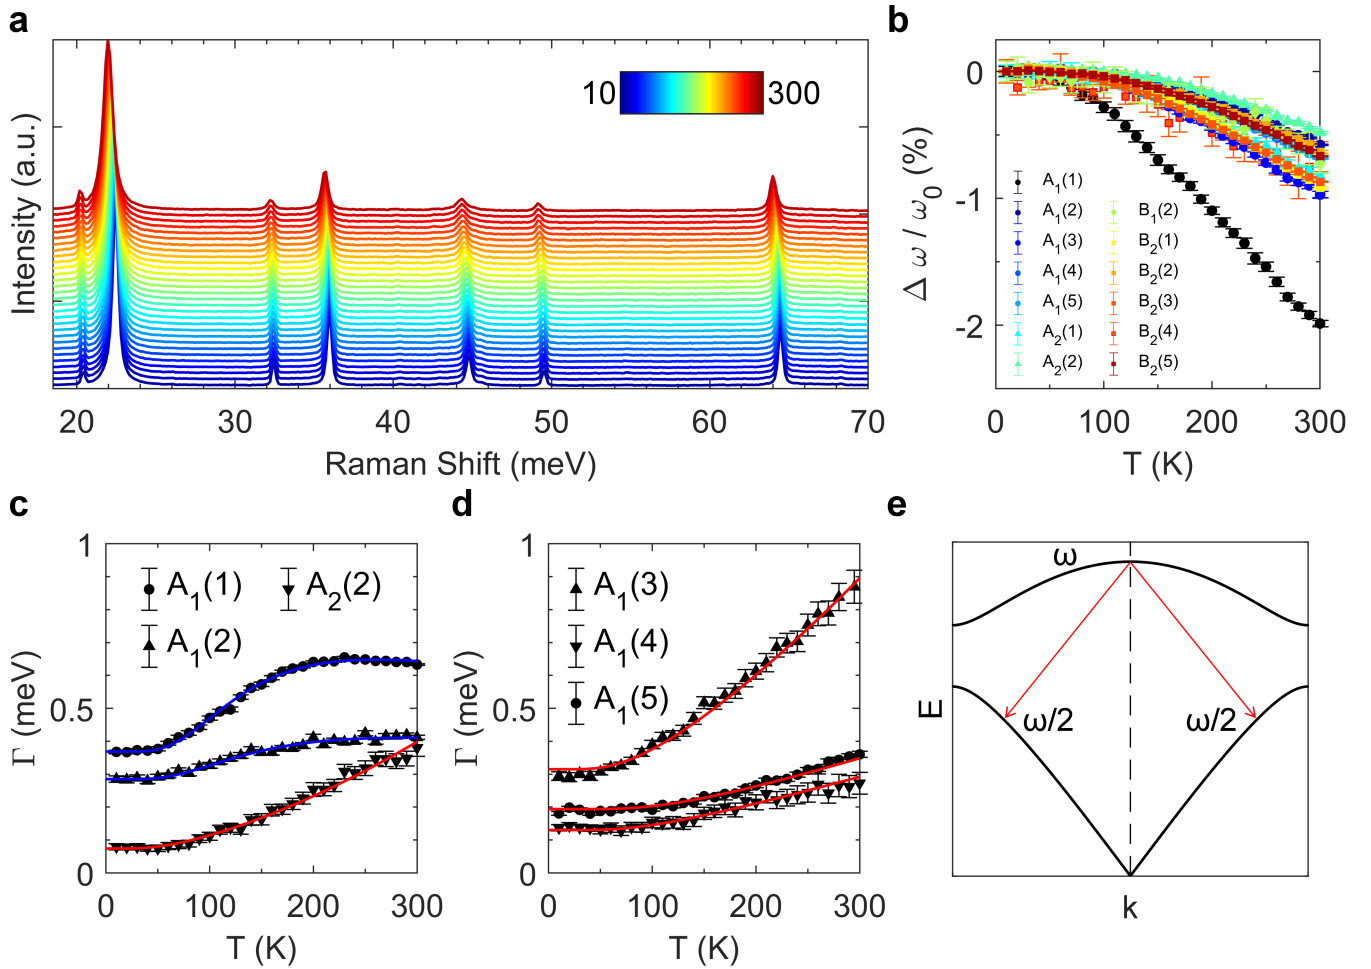 a
Intensity (a.u.)
10
300
20 30 40 50 60 70
Raman Shift (meV)
b
Δ ω / ω0 (%)
0
-1
-2
A1(1)
A1(2) B1(2)
A1(3) B2(1)
A1(4) B2(2)
A1(5) B2(3)
A2(1) B2(4)
A2(2) B2(5)
0 100 200 300
T (K)
c
Γ (meV)
1
0.5
0
A1(1) A2(2)
A1(2)
0 100 200 300
T (K)
d
Γ (meV)
1
0.5
0
A1(3)
A1(4)
A1(5)
0 100 200 300
T (K)
e
E
ω
ω/2 ω/2
k